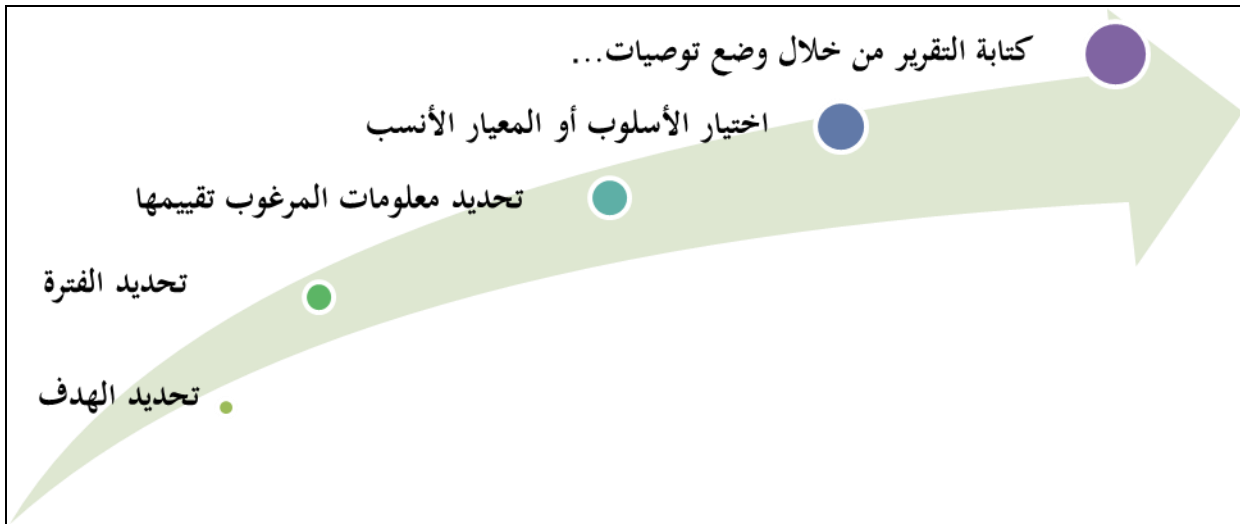 كتابة التقرير من خلال وضع توصيات...
اختيار الأسلوب أو المعيار الأنسب
تحديد معلومات المرغوب تقييمها
تحديد الفترة
تحديد الهدف